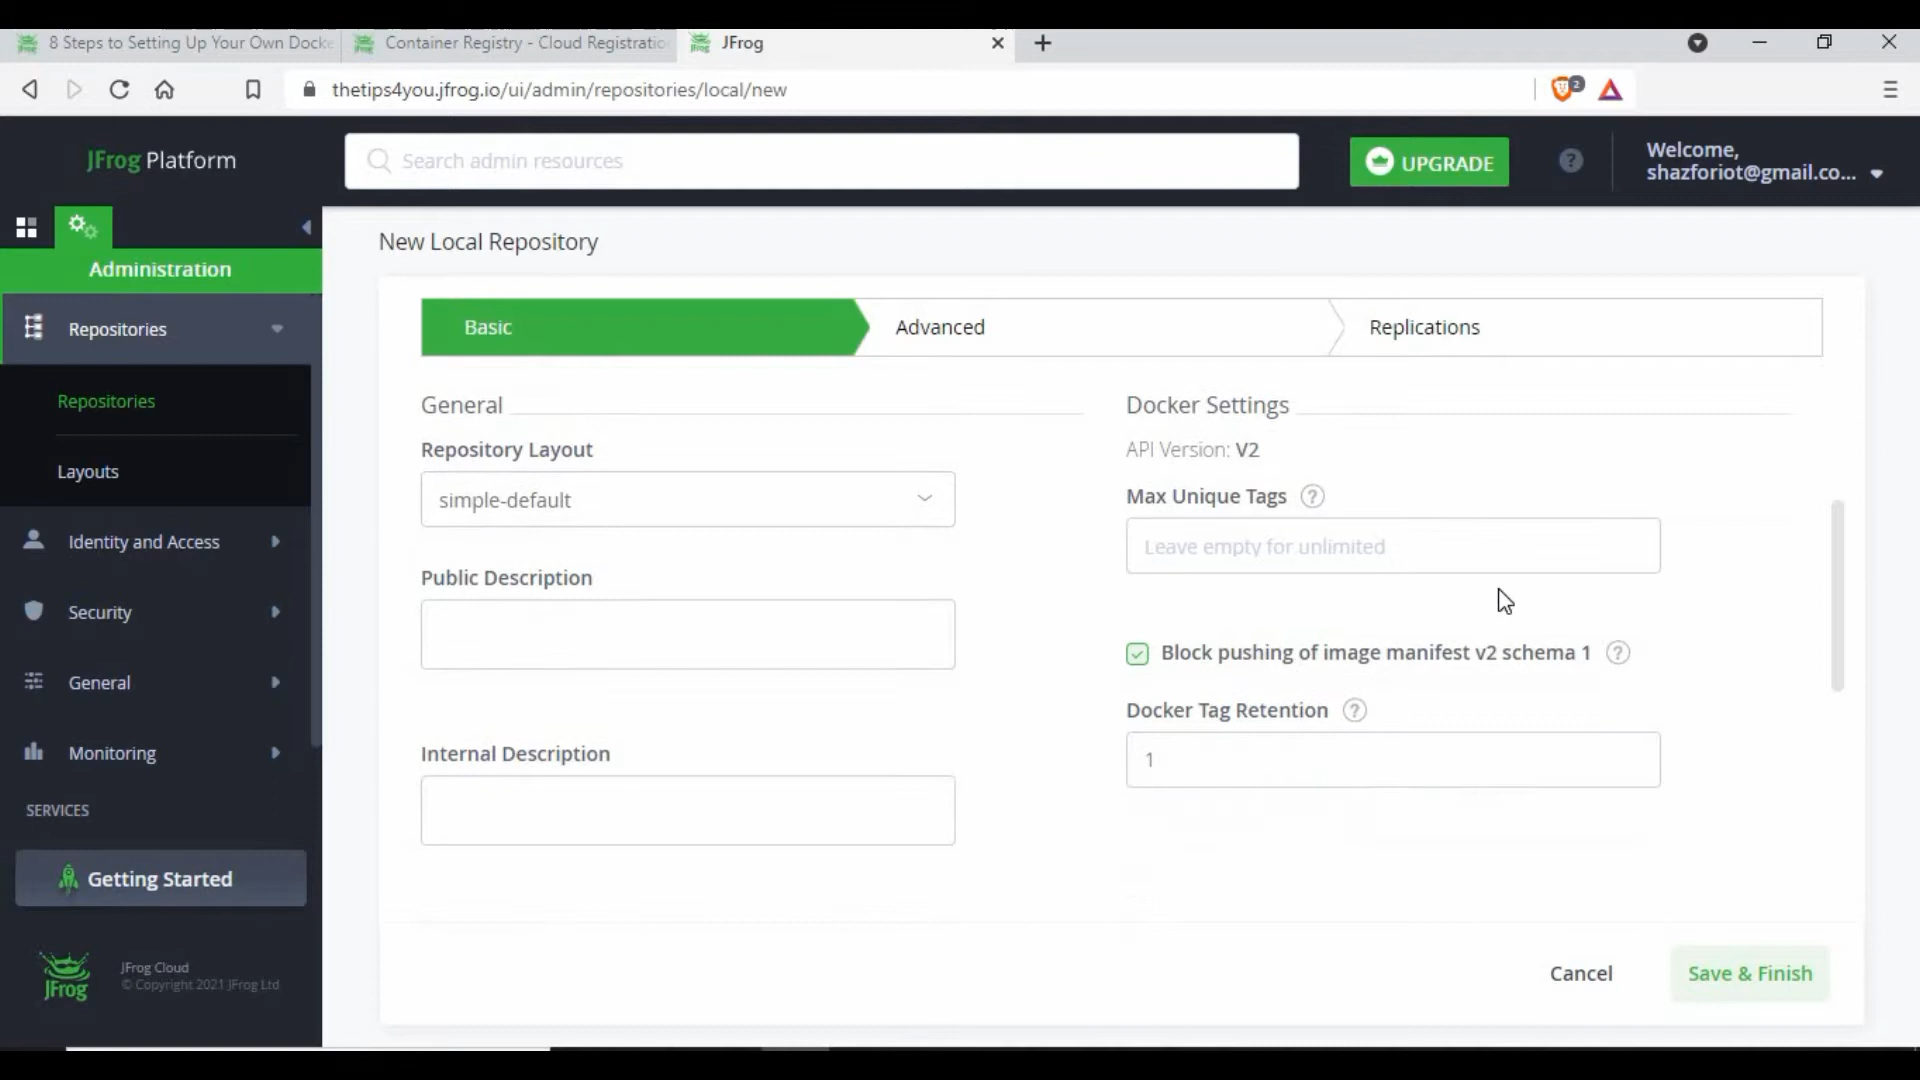 8 Steps to Setting Up Your Own Docke
Container Registry - Cloud Registratio
JFrog
thetips4you.jfrog.io/ui/admin/repositories/local/new
2
JFrog Platform
Search admin resources
UPGRADE
?
Welcome,
shazforiot@gmail.co...
Administration
Repositories
Repositories
Layouts
Identity and Access
Security
General
Monitoring
SERVICES
Getting Started
JFrog
JFrog Cloud
© Copyright 2021 JFrog Ltd
New Local Repository
Basic
Advanced
Replications
General
Repository Layout
simple-default
Public Description
Internal Description
Docker Settings
API Version: V2
Max Unique Tags ?
Leave empty for unlimited
Block pushing of image manifest v2 schema 1 ?
Docker Tag Retention ?
1
Cancel
Save & Finish